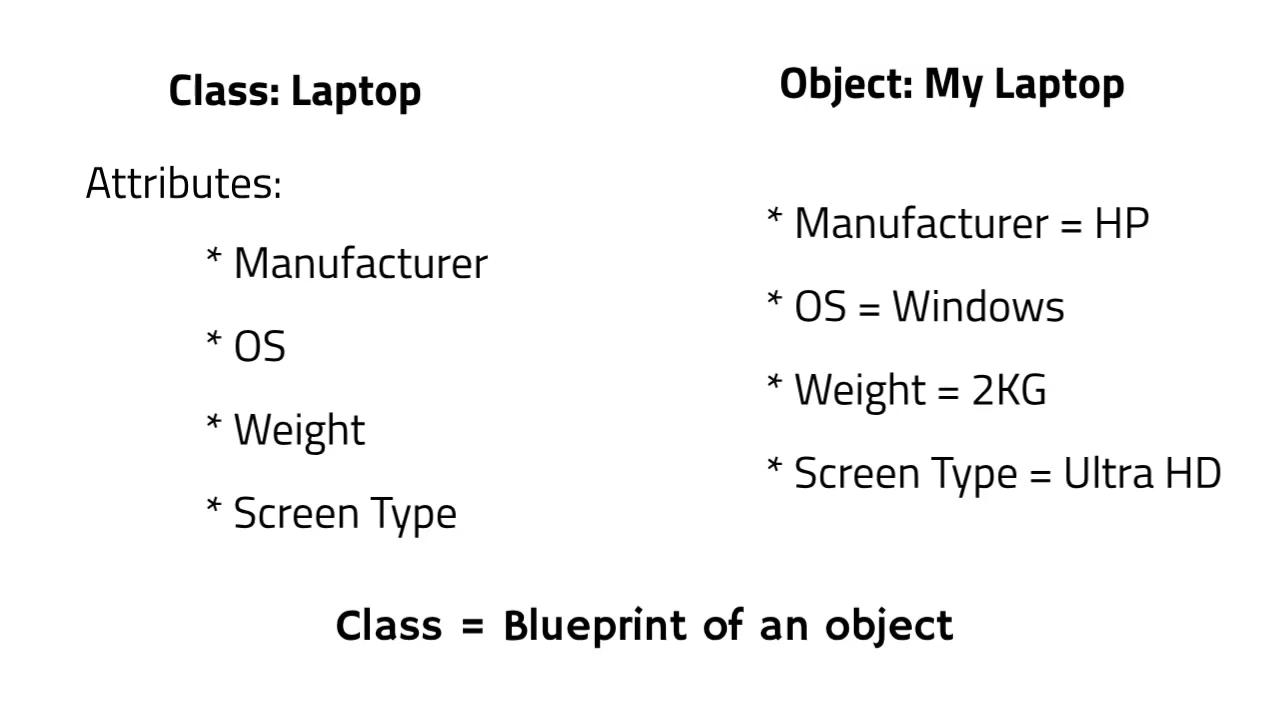 Class: Laptop
Attributes:
* Manufacturer
* OS
* Weight
* Screen Type
Object: My Laptop
* Manufacturer = HP
* OS = Windows
* Weight = 2KG
* Screen Type = Ultra HD
Class = Blueprint of an object